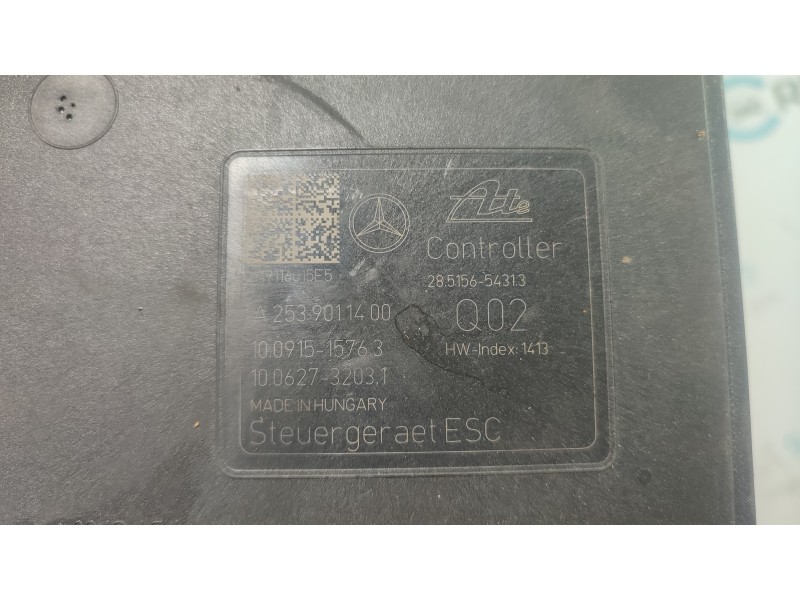 Ate
Controller
28.5156-5431.3
A 253 901 14 00
Q02
10.0915-1576.3
HW-Index: 1413
10.0627-3203.1
MADE IN HUNGARY
Steuergeraet ESC